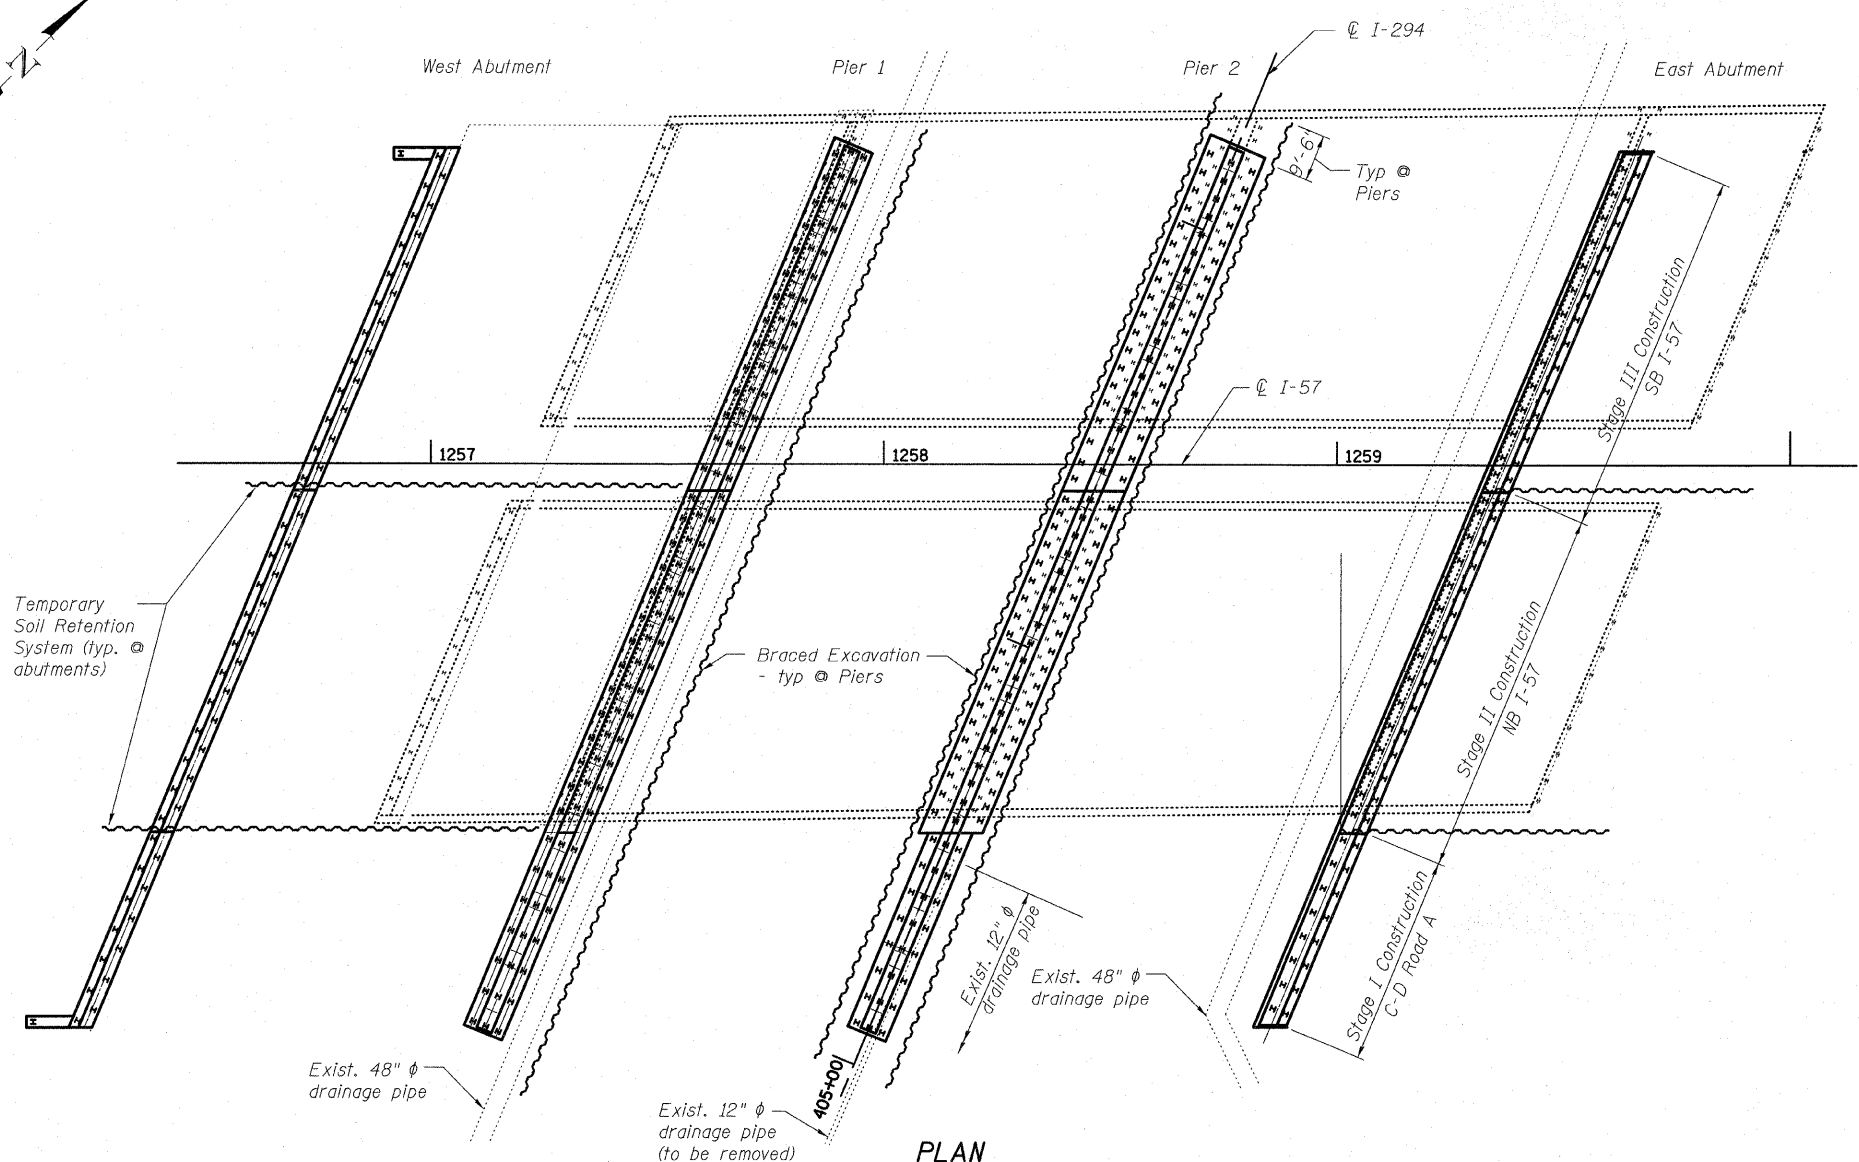 N
℄ I-294
West Abutment
Pier 1
Pier 2
East Abutment
9'-6"
Typ @
Piers
℄ I-57
1257
1258
1259
Stage III Construction
SB I-57
Temporary
Soil Retention
System (typ. @
abutments)
Braced Excavation
- typ @ Piers
Stage II Construction
NB I-57
Exist. 12" ϕ
drainage pipe
Exist. 48" ϕ
drainage pipe
Stage I Construction
C-D Road A
Exist. 48" ϕ
drainage pipe
405+00
Exist. 12" ϕ
drainage pipe
(to be removed)
PLAN